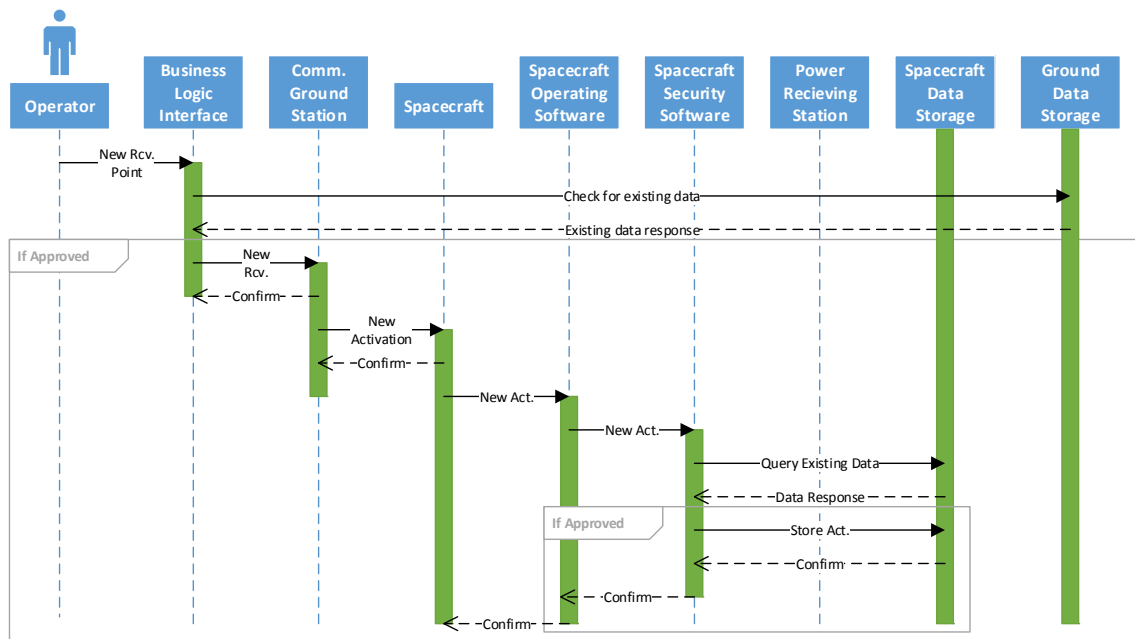 Operator
Business
Logic
Interface
Comm.
Ground
Station
Spacecraft
Spacecraft
Operating
Software
Spacecraft
Security
Software
Power
Recieving
Station
Spacecraft
Data
Storage
Ground
Data
Storage
New Rcv.
Point
Check for existing data
Existing data response
If Approved
New
Rcv.
Confirm
New
Activation
Confirm
New Act.
New Act.
Query Existing Data
Data Response
If Approved
Store Act.
Confirm
Confirm
Confirm